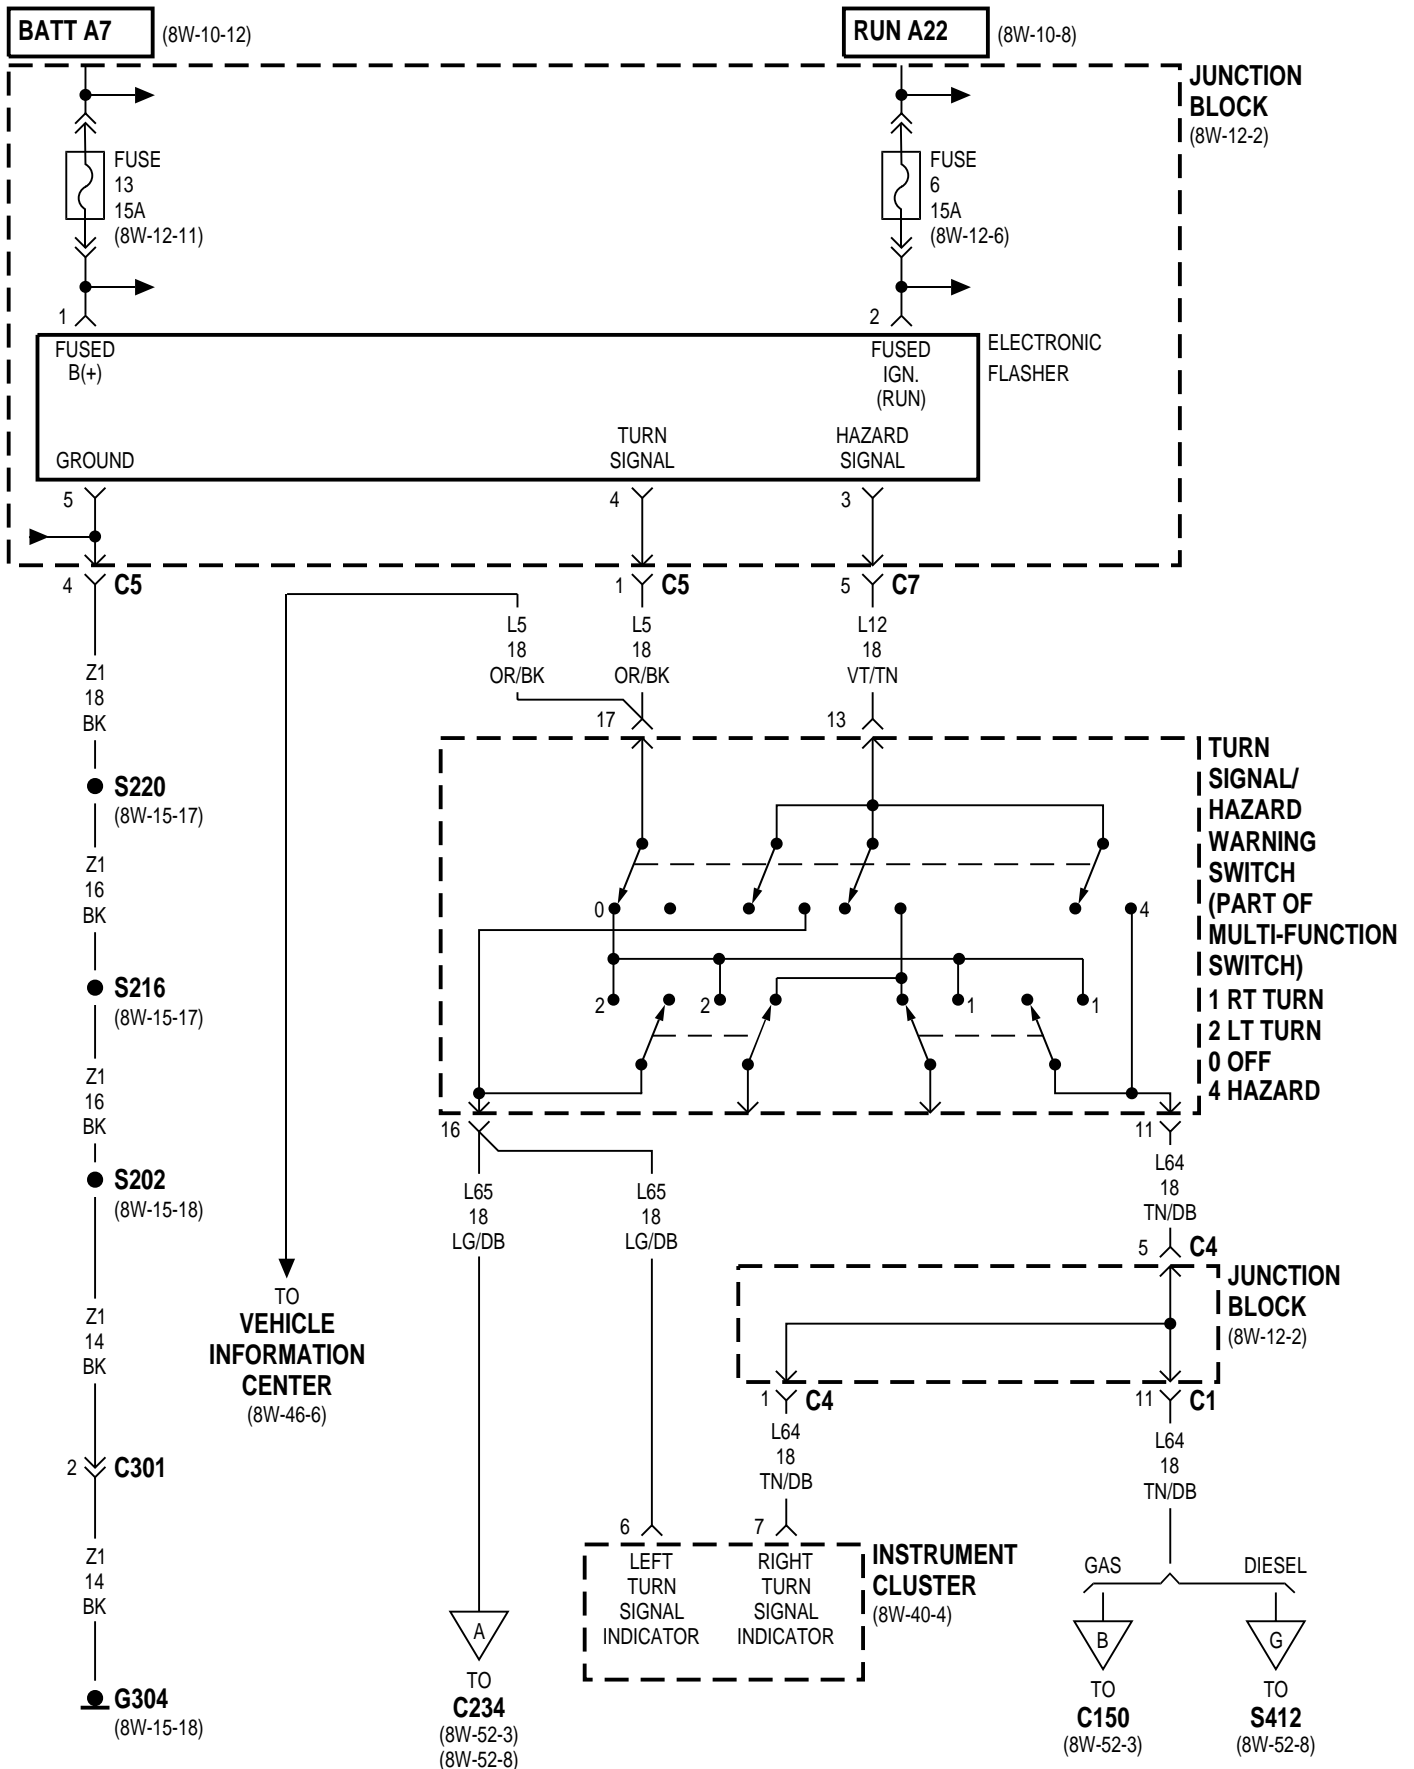 BATT A7
(8W-10-12)
RUN A22
(8W-10-8)
JUNCTION
BLOCK
(8W-12-2)
FUSE
13
15A
(8W-12-11)
FUSE
6
15A
(8W-12-6)
1
2
FUSED
B(+)
FUSED
IGN.
(RUN)
ELECTRONIC
FLASHER
GROUND
TURN
SIGNAL
HAZARD
SIGNAL
5
4
3
4
C5
1
C5
5
C7
L5
18
OR/BK
L5
18
OR/BK
L12
18
VT/TN
Z1
18
BK
17
13
TURN
SIGNAL/
HAZARD
WARNING
SWITCH
(PART OF
MULTI-FUNCTION
SWITCH)
1 RT TURN
2 LT TURN
0 OFF
4 HAZARD
S220
(8W-15-17)
Z1
16
BK
0
4
2
2
1
1
S216
(8W-15-17)
Z1
16
BK
16
11
S202
(8W-15-18)
L65
18
LG/DB
L65
18
LG/DB
L64
18
TN/DB
5
C4
JUNCTION
BLOCK
(8W-12-2)
Z1
14
BK
TO
VEHICLE
INFORMATION
CENTER
(8W-46-6)
1
C4
11
C1
L64
18
TN/DB
L64
18
TN/DB
2
C301
6
7
LEFT
TURN
SIGNAL
INDICATOR
RIGHT
TURN
SIGNAL
INDICATOR
INSTRUMENT
CLUSTER
(8W-40-4)
Z1
14
BK
GAS
DIESEL
A
B
G
G304
(8W-15-18)
TO
C234
(8W-52-3)
(8W-52-8)
TO
C150
(8W-52-3)
TO
S412
(8W-52-8)